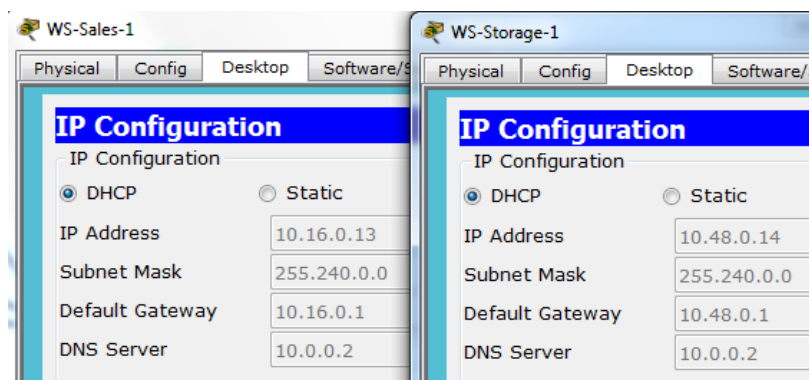 WS-Sales-1
Physical Config Desktop Software/S
IP Configuration
IP Configuration
DHCP Static
IP Address 10.16.0.13
Subnet Mask 255.240.0.0
Default Gateway 10.16.0.1
DNS Server 10.0.0.2
WS-Storage-1
Physical Config Desktop Software/
IP Configuration
IP Configuration
DHCP Static
IP Address 10.48.0.14
Subnet Mask 255.240.0.0
Default Gateway 10.48.0.1
DNS Server 10.0.0.2